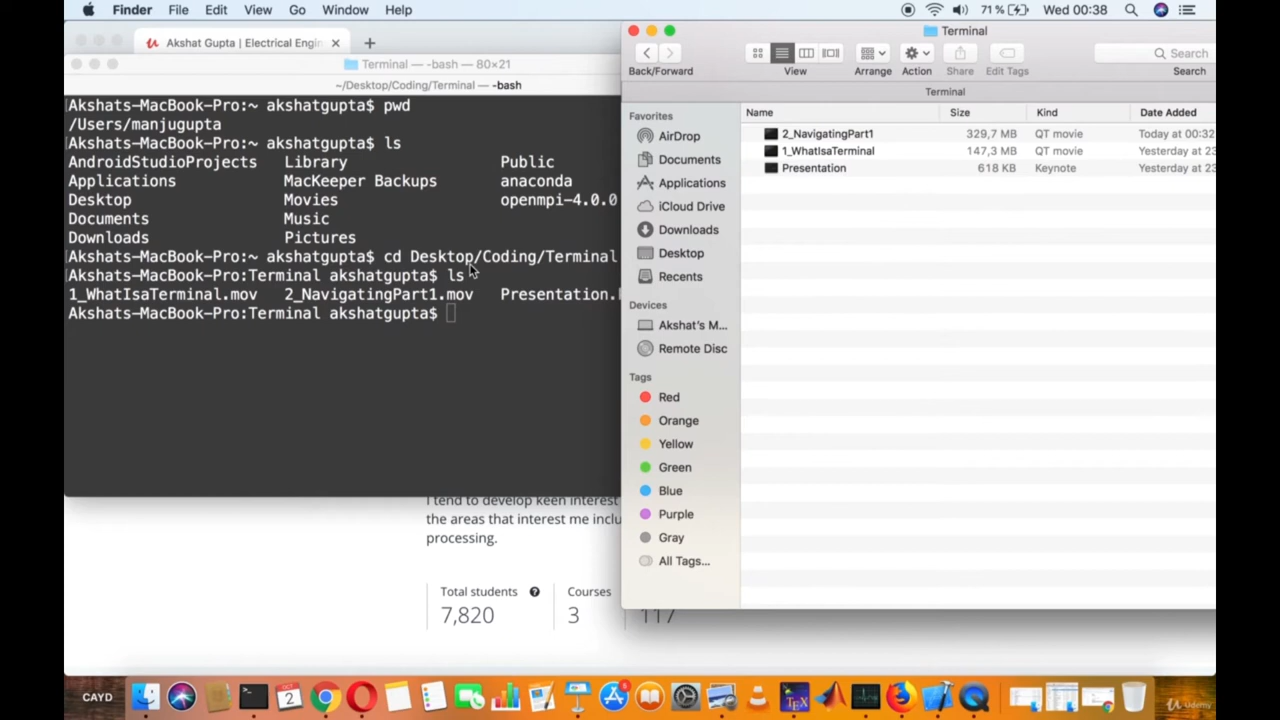 Finder File Edit View Go Window Help 71 % Wed 00:38
Akshat Gupta | Electrical Engin
Terminal — -bash — 80×21
~/Desktop/Coding/Terminal — -bash
Akshats-MacBook-Pro:~ akshatgupta$ pwd
/Users/manjugupta
Akshats-MacBook-Pro:~ akshatgupta$ ls
AndroidStudioProjects Library Public
Applications MacKeeper Backups anaconda
Desktop Movies openmpi-4.0.0
Documents Music
Downloads Pictures
Akshats-MacBook-Pro:~ akshatgupta$ cd Desktop/Coding/Terminal
Akshats-MacBook-Pro:Terminal akshatgupta$ ls
1_WhatIsaTerminal.mov 2_NavigatingPart1.mov Presentation.
Akshats-MacBook-Pro:Terminal akshatgupta$
I tend to develop keen interest
the areas that interest me inclu
processing.
Total students Courses
7,820 3 117
Terminal
Search
Back/Forward View Arrange Action Share Edit Tags Search
Terminal
Favorites
AirDrop
Documents
Applications
iCloud Drive
Downloads
Desktop
Recents
Devices
Akshat's M...
Remote Disc
Tags
Red
Orange
Yellow
Green
Blue
Purple
Gray
All Tags...
Name Size Kind Date Added
2_NavigatingPart1 329,7 MB QT movie Today at 00:32
1_WhatIsaTerminal 147,3 MB QT movie Yesterday at 23
Presentation 618 KB Keynote Yesterday at 23
CAYD
OCT
2
TEX
Udemy